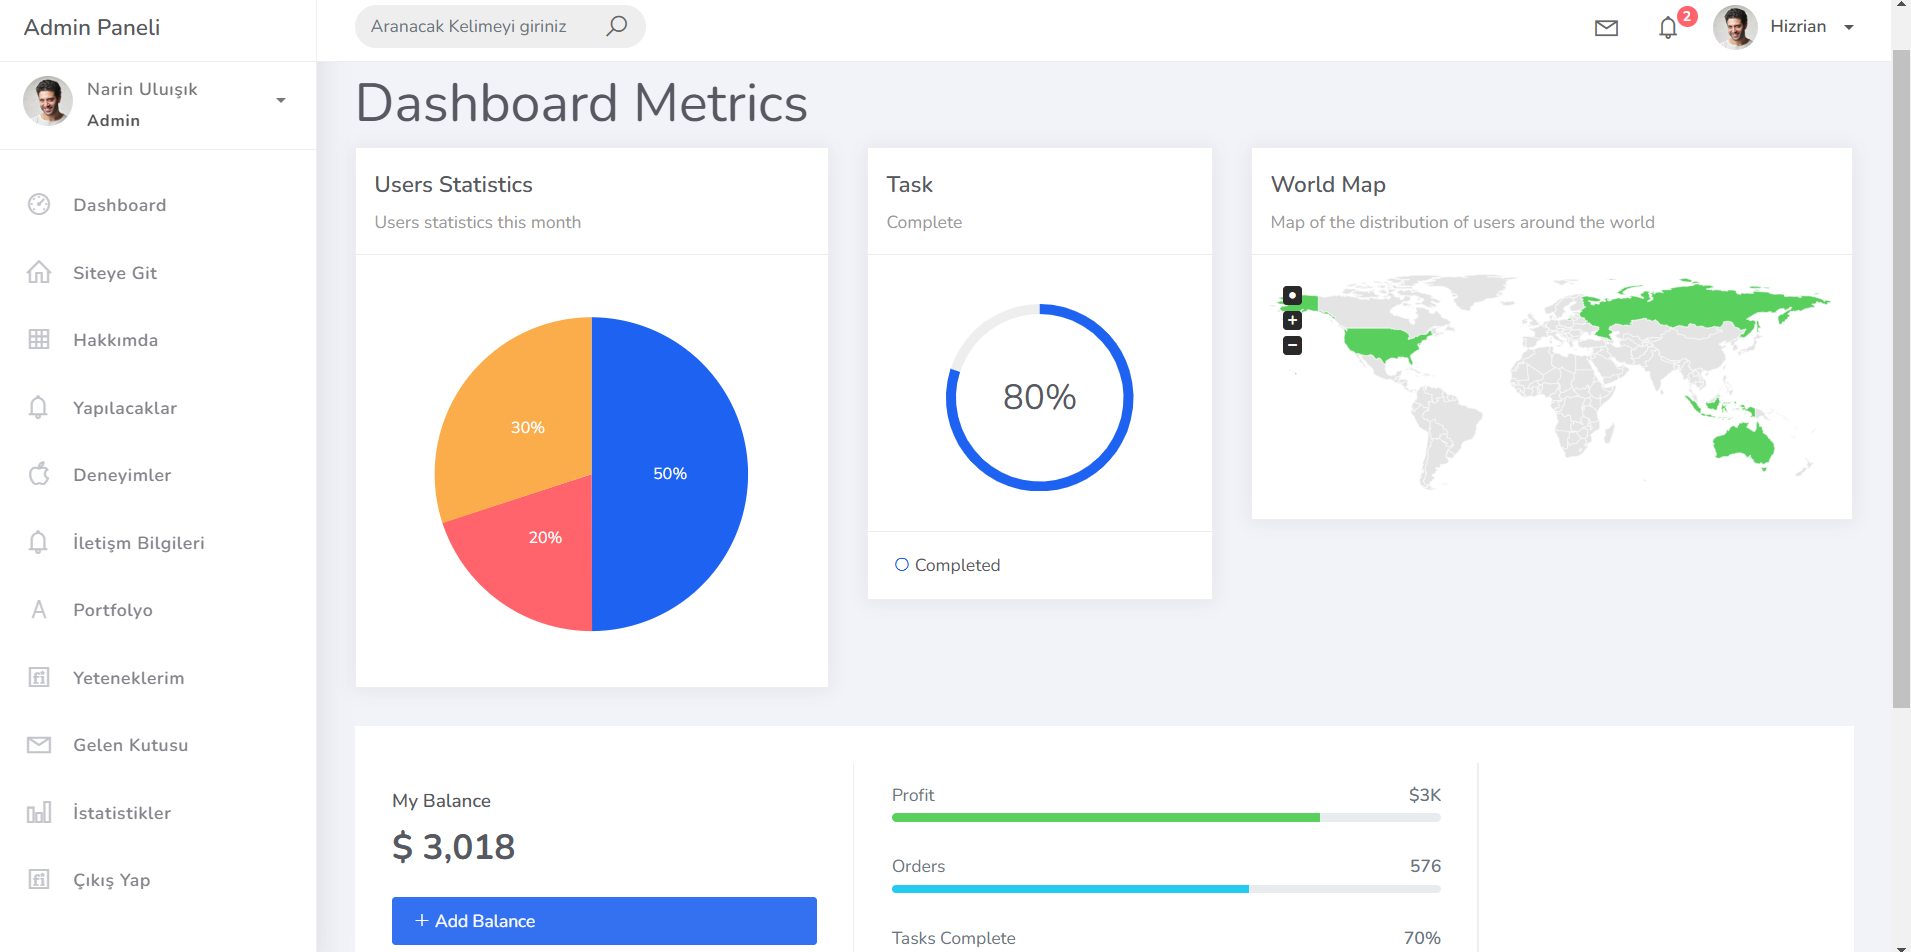 Admin Paneli
Aranacak Kelimeyi giriniz
2
Hizrian
Narin Uluışık
Admin
Dashboard
Siteye Git
Hakkımda
Yapılacaklar
Deneyimler
İletişm Bilgileri
Portfolyo
Yeteneklerim
Gelen Kutusu
İstatistikler
Çıkış Yap
Dashboard Metrics
Users Statistics
Users statistics this month
30%
50%
20%
Task
Complete
80%
Completed
World Map
Map of the distribution of users around the world
+
−
My Balance
$ 3,018
+ Add Balance
Profit $3K
Orders 576
Tasks Complete 70%